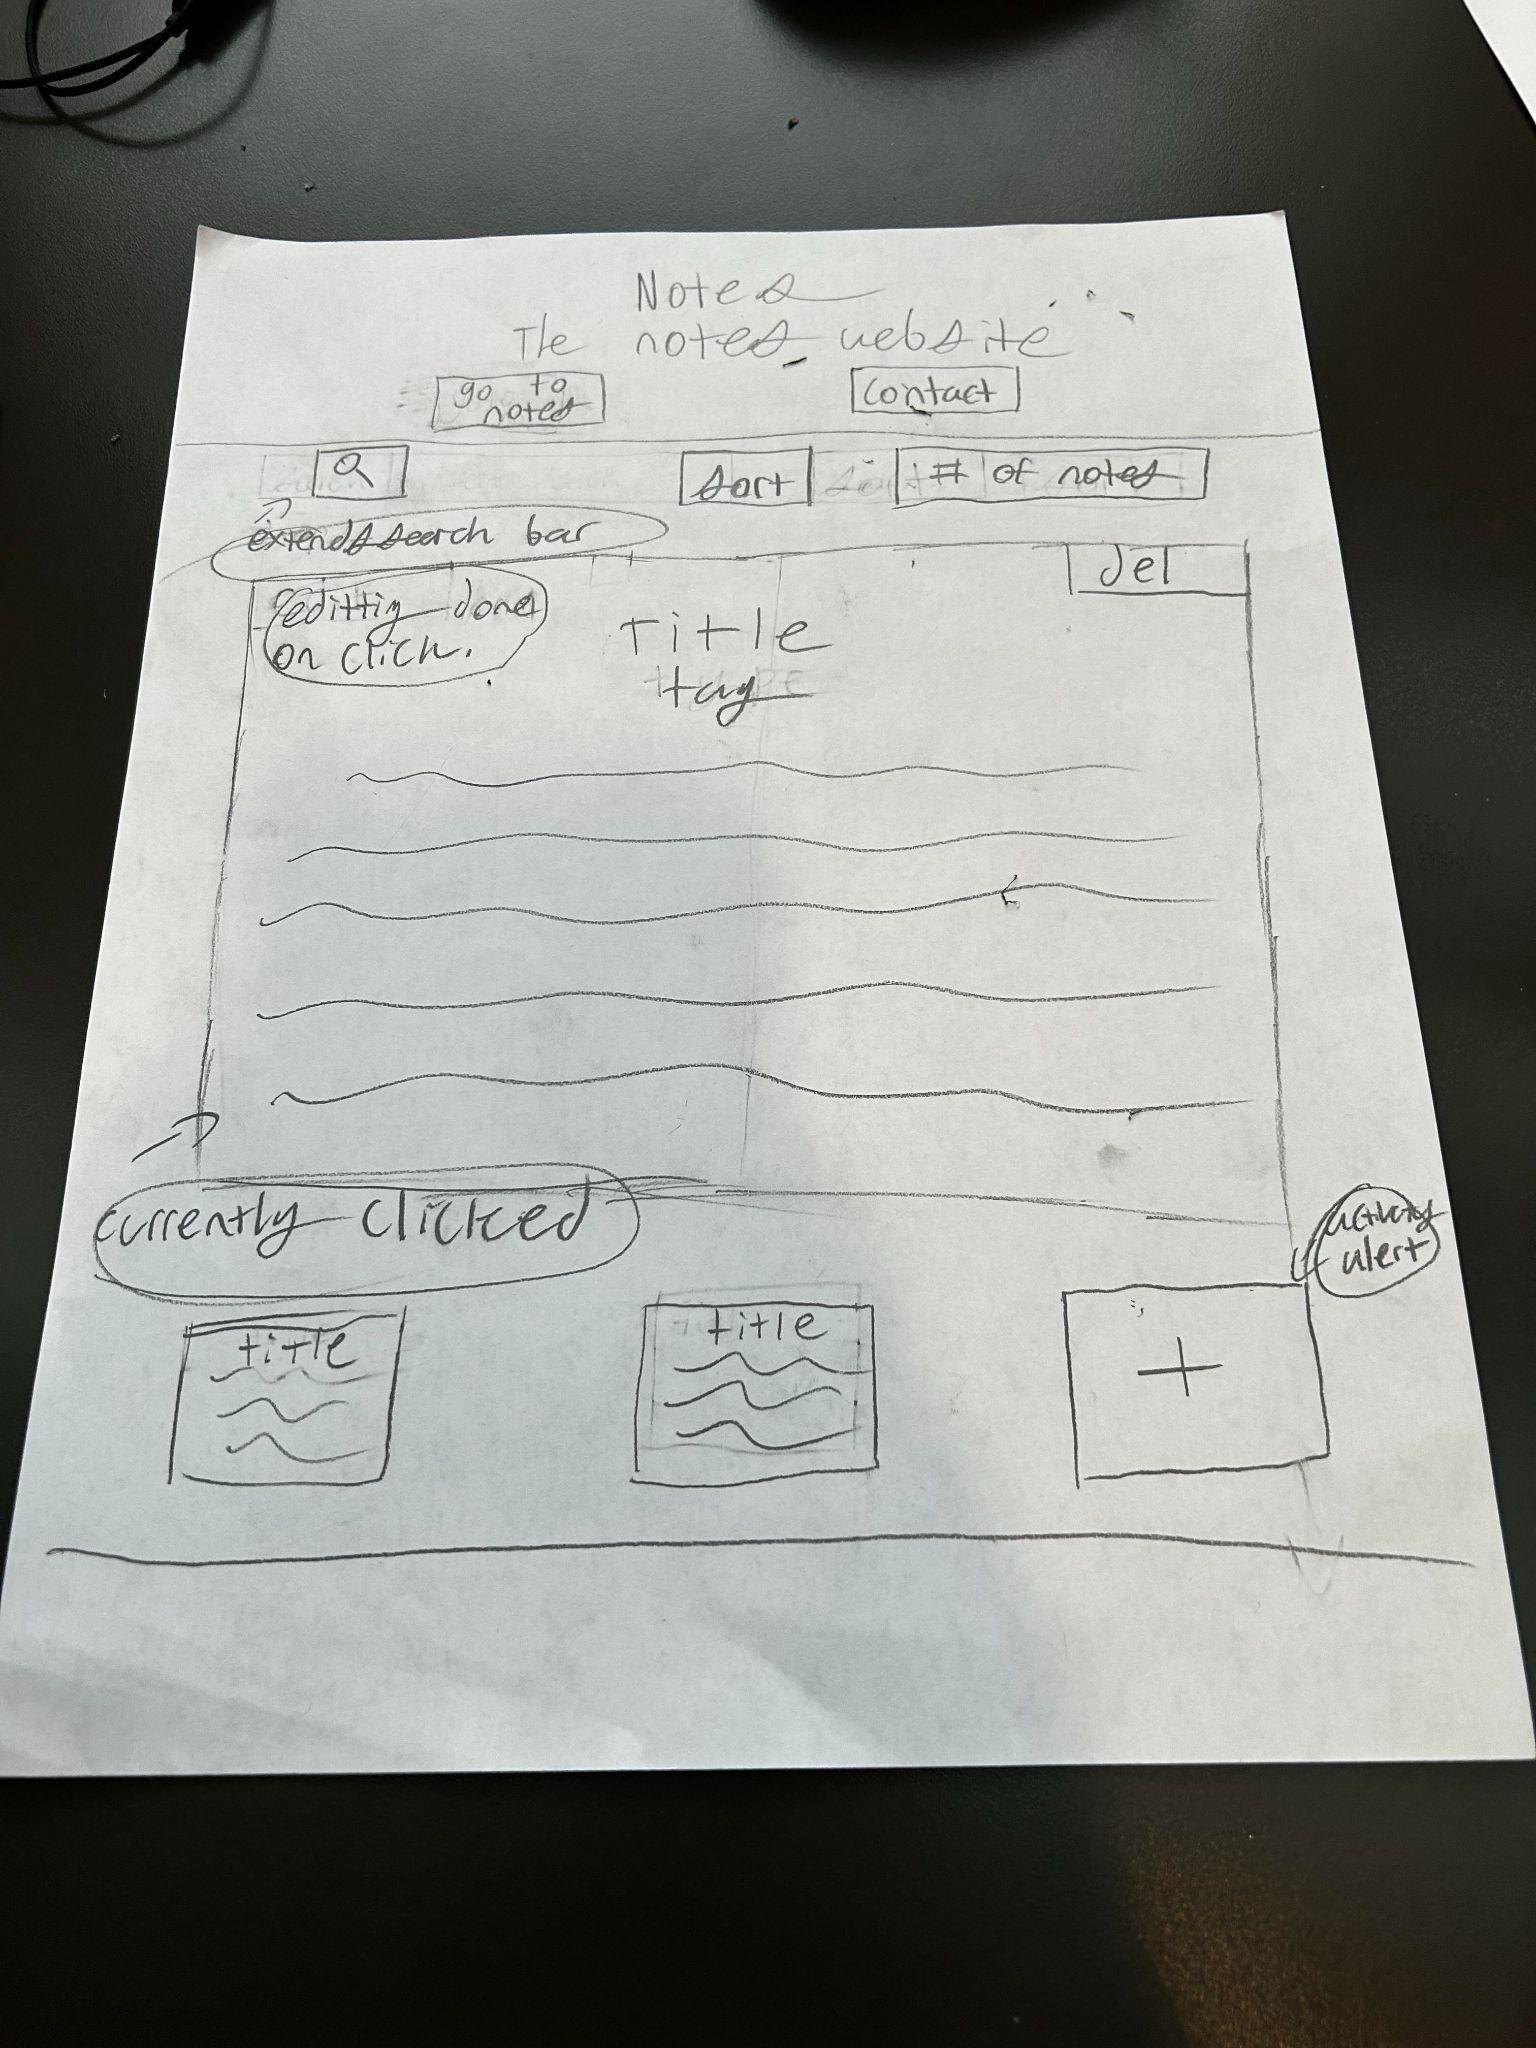 Notes
The notes website
go to
notes
contact
sort
# of notes
extends search bar
del
edittig done
on click.
Title
tag
currently clicked
activity
alert
title
title
+